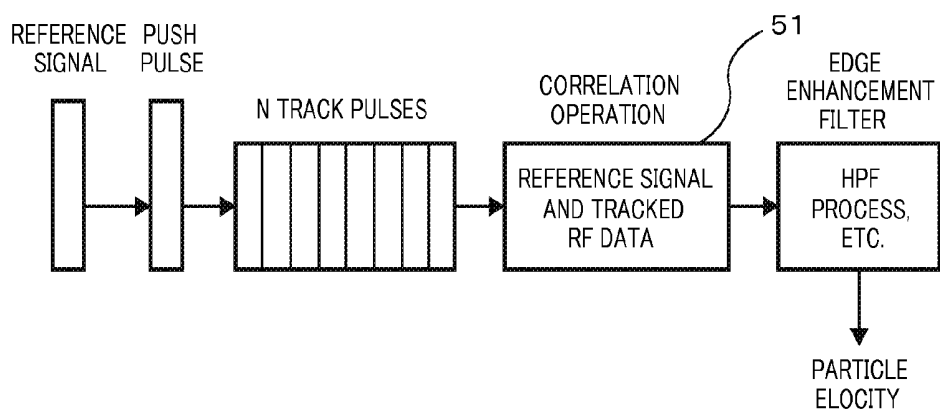 REFERENCE
SIGNAL
PUSH
PULSE
N TRACK PULSES
CORRELATION
OPERATION
51
REFERENCE SIGNAL
AND TRACKED
RF DATA
EDGE
ENHANCEMENT
FILTER
HPF
PROCESS,
ETC.
PARTICLE
ELOCITY